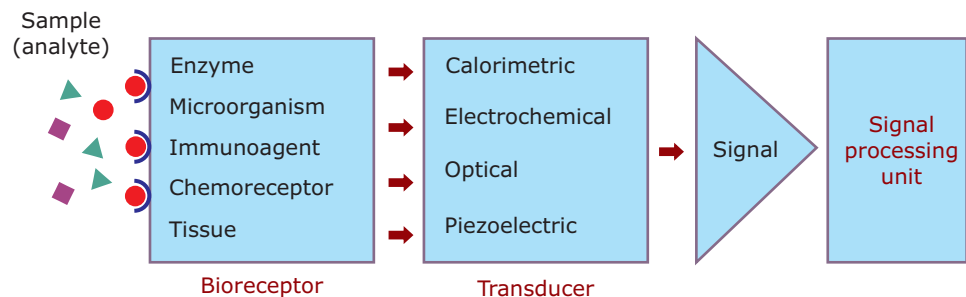 Sample
(analyte)
Enzyme
Microorganism
Immunoagent
Chemoreceptor
Tissue
Bioreceptor
Calorimetric
Electrochemical
Optical
Piezoelectric
Transducer
Signal
Signal
processing
unit